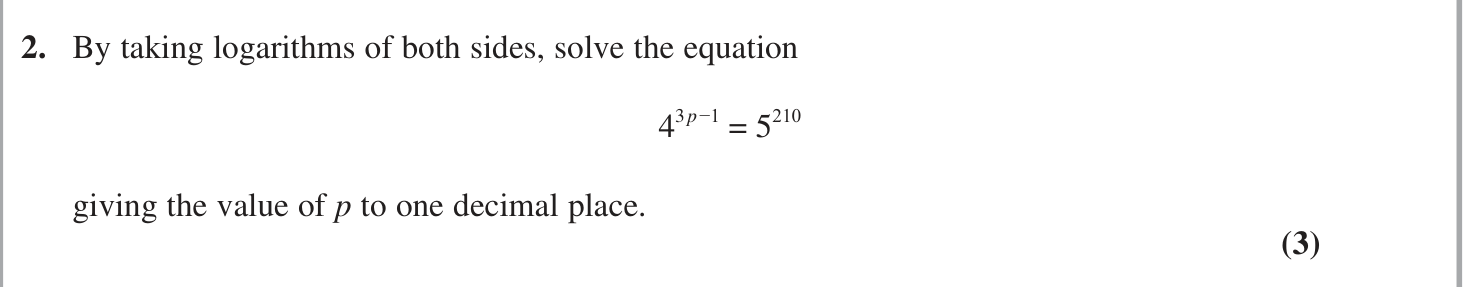 2. By taking logarithms of both sides, solve the equation
4^{3p−1} = 5^{210}
giving the value of p to one decimal place.
(3)